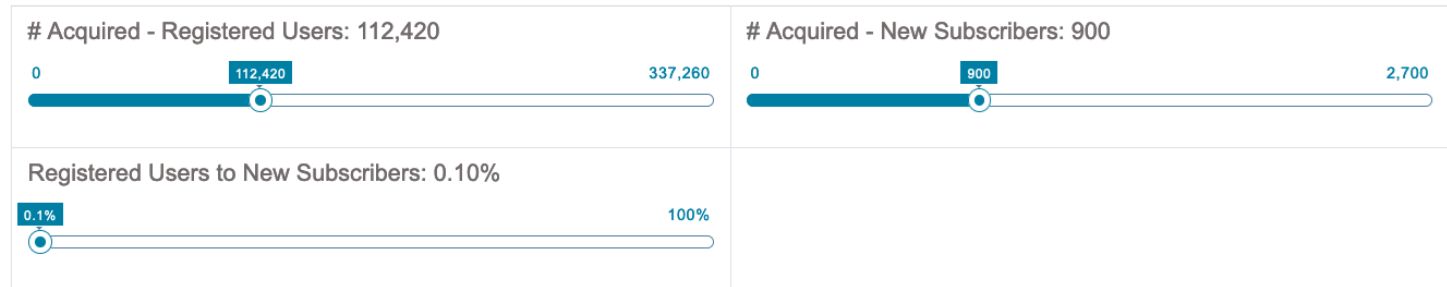 # Acquired - Registered Users: 112,420
0 112,420 337,260
# Acquired - New Subscribers: 900
0 900 2,700
Registered Users to New Subscribers: 0.10%
0.1% 100%